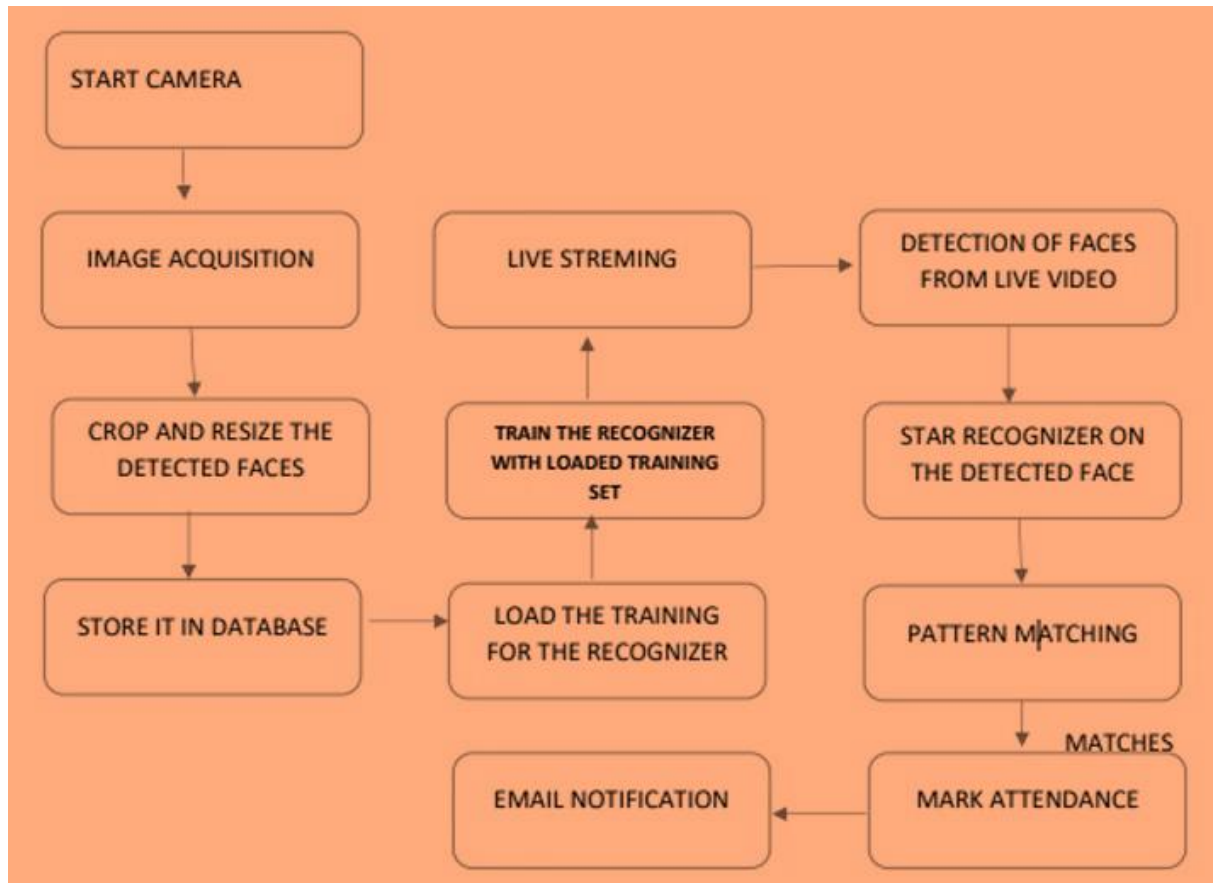 START CAMERA
IMAGE ACQUISITION
CROP AND RESIZE THE
DETECTED FACES
STORE IT IN DATABASE
LOAD THE TRAINING
FOR THE RECOGNIZER
TRAIN THE RECOGNIZER
WITH LOADED TRAINING
SET
LIVE STREMING
DETECTION OF FACES
FROM LIVE VIDEO
STAR RECOGNIZER ON
THE DETECTED FACE
PATTERN MATCHING
MATCHES
MARK ATTENDANCE
EMAIL NOTIFICATION